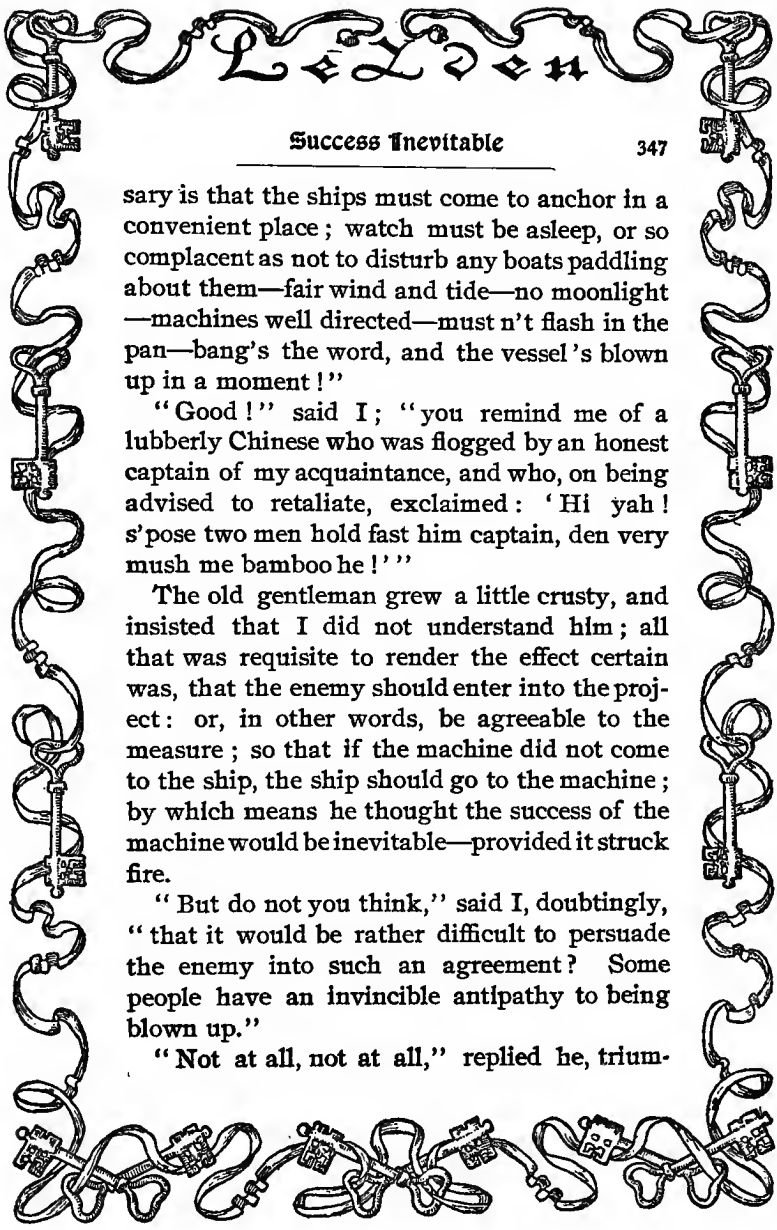 LeYden
Success Inevitable 347
sary is that the ships must come to anchor in a
convenient place ; watch must be asleep, or so
complacent as not to disturb any boats paddling
about them—fair wind and tide—no moonlight
—machines well directed—must n't flash in the
pan—bang's the word, and the vessel 's blown
up in a moment ! "
" Good ! " said I ; " you remind me of a
lubberly Chinese who was flogged by an honest
captain of my acquaintance, and who, on being
advised to retaliate, exclaimed : ' Hi yah !
s'pose two men hold fast him captain, den very
mush me bamboo he ! ' "
The old gentleman grew a little crusty, and
insisted that I did not understand him ; all
that was requisite to render the effect certain
was, that the enemy should enter into the proj-
ect : or, in other words, be agreeable to the
measure ; so that if the machine did not come
to the ship, the ship should go to the machine ;
by which means he thought the success of the
machine would be inevitable—provided it struck
fire.
" But do not you think," said I, doubtingly,
" that it would be rather difficult to persuade
the enemy into such an agreement ? Some
people have an invincible antipathy to being
blown up."
" Not at all, not at all," replied he, trium-